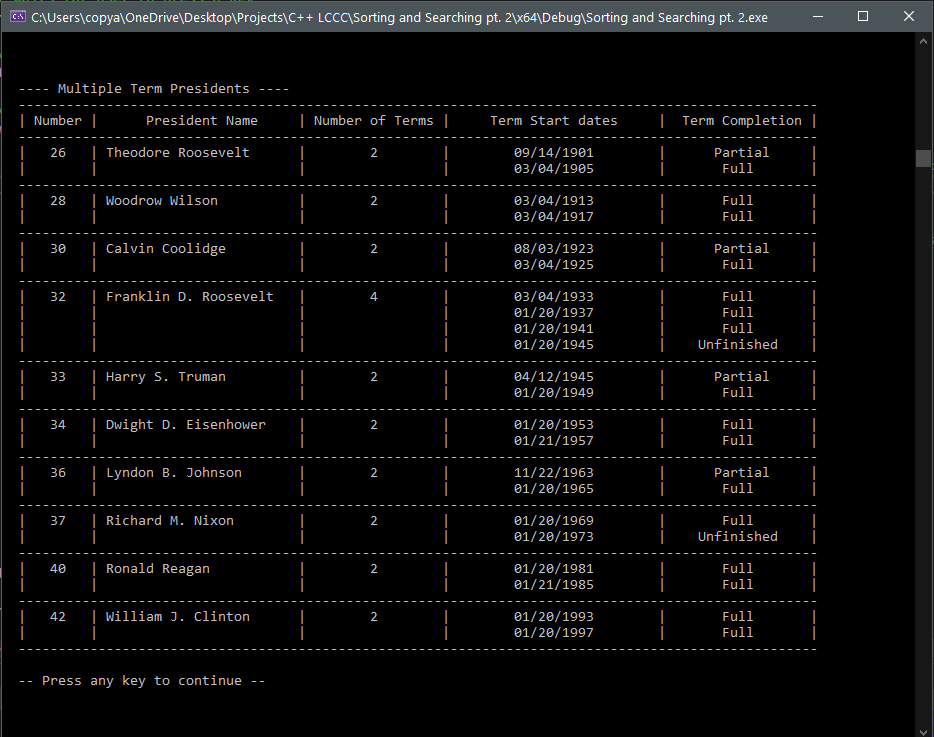 C:\Users\copya\OneDrive\Desktop\Projects\C++ LCCC\Sorting and Searching pt. 2\x64\Debug\Sorting and Searching pt. 2.exe
---- Multiple Term Presidents ----
----------------------------------------------------------------------------------------------------
| Number |      President Name     | Number of Terms |     Term Start dates     |  Term Completion |
----------------------------------------------------------------------------------------------------
|   26   | Theodore Roosevelt      |        2        |        09/14/1901        |      Partial     |
|        |                         |                 |        03/04/1905        |       Full       |
----------------------------------------------------------------------------------------------------
|   28   | Woodrow Wilson          |        2        |        03/04/1913        |       Full       |
|        |                         |                 |        03/04/1917        |       Full       |
----------------------------------------------------------------------------------------------------
|   30   | Calvin Coolidge         |        2        |        08/03/1923        |      Partial     |
|        |                         |                 |        03/04/1925        |       Full       |
----------------------------------------------------------------------------------------------------
|   32   | Franklin D. Roosevelt   |        4        |        03/04/1933        |       Full       |
|        |                         |                 |        01/20/1937        |       Full       |
|        |                         |                 |        01/20/1941        |       Full       |
|        |                         |                 |        01/20/1945        |    Unfinished    |
----------------------------------------------------------------------------------------------------
|   33   | Harry S. Truman         |        2        |        04/12/1945        |      Partial     |
|        |                         |                 |        01/20/1949        |       Full       |
----------------------------------------------------------------------------------------------------
|   34   | Dwight D. Eisenhower    |        2        |        01/20/1953        |       Full       |
|        |                         |                 |        01/21/1957        |       Full       |
----------------------------------------------------------------------------------------------------
|   36   | Lyndon B. Johnson       |        2        |        11/22/1963        |      Partial     |
|        |                         |                 |        01/20/1965        |       Full       |
----------------------------------------------------------------------------------------------------
|   37   | Richard M. Nixon        |        2        |        01/20/1969        |       Full       |
|        |                         |                 |        01/20/1973        |    Unfinished    |
----------------------------------------------------------------------------------------------------
|   40   | Ronald Reagan           |        2        |        01/20/1981        |       Full       |
|        |                         |                 |        01/21/1985        |       Full       |
----------------------------------------------------------------------------------------------------
|   42   | William J. Clinton      |        2        |        01/20/1993        |       Full       |
|        |                         |                 |        01/20/1997        |       Full       |
----------------------------------------------------------------------------------------------------
-- Press any key to continue --